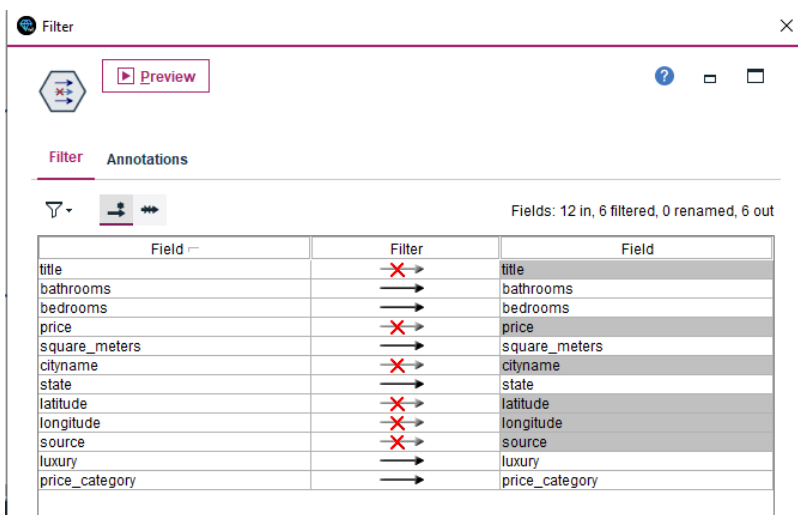 Filter
Preview
?
Filter Annotations
Fields: 12 in, 6 filtered, 0 renamed, 6 out
Field Filter Field
title title
bathrooms bathrooms
bedrooms bedrooms
price price
square_meters square_meters
cityname cityname
state state
latitude latitude
longitude longitude
source source
luxury luxury
price_category price_category